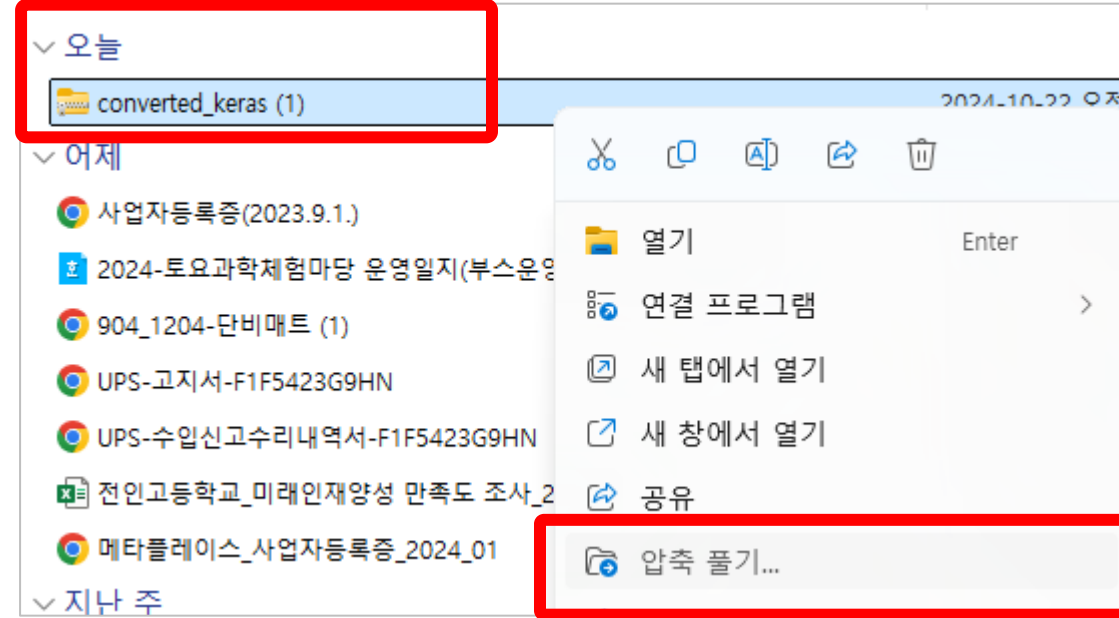 오늘
converted_keras (1)
2024-10-22 오전
어제
사업자등록증(2023.9.1.)
2024-토요과학체험마당 운영일지(부스운영
904_1204-단비매트 (1)
UPS-고지서-F1F5423G9HN
UPS-수입신고수리내역서-F1F5423G9HN
전인고등학교_미래인재양성 만족도 조사_2
메타플레이스_사업자등록증_2024_01
지난 주
열기 Enter
연결 프로그램
새 탭에서 열기
새 창에서 열기
공유
압축 풀기...